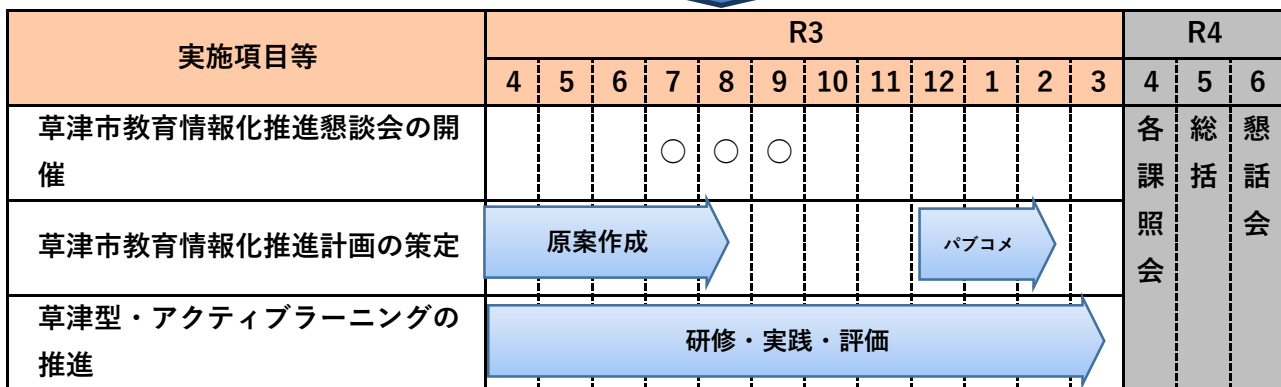 実施項目等
R3
R4
4 5 6 7 8 9 10 11 12 1 2 3 4 5 6
草津市教育情報化推進懇談会の開
催
○ ○ ○
草津市教育情報化推進計画の策定
原案作成
パブコメ
草津型・アクティブラーニングの
推進
研修・実践・評価
各課照会
総括
懇話会